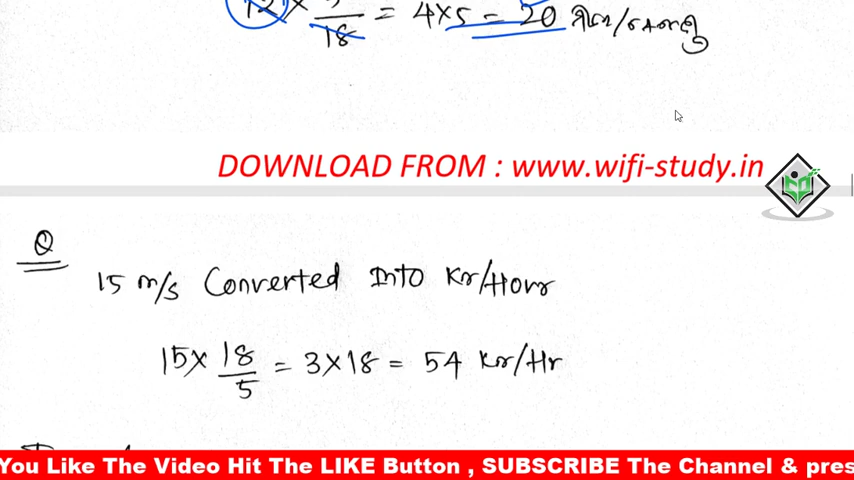 18 = 4×5 = 20
DOWNLOAD FROM : www.wifi-study.in
Q
15 m/s Converted Into Km/Hour
15× 18/5 = 3×18 = 54 Km/Hr
You Like The Video Hit The LIKE Button , SUBSCRIBE The Channel & pres